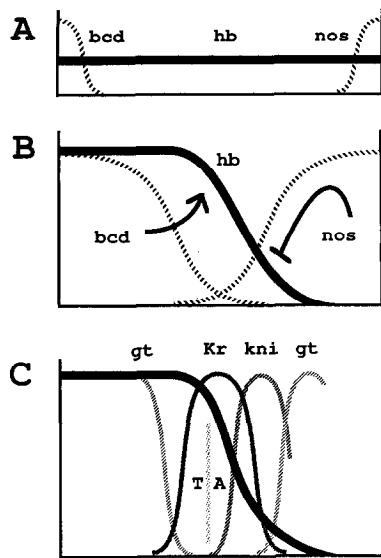 A
bcd hb nos
B
hb
bcd nos
C
gt Kr kni gt
T A